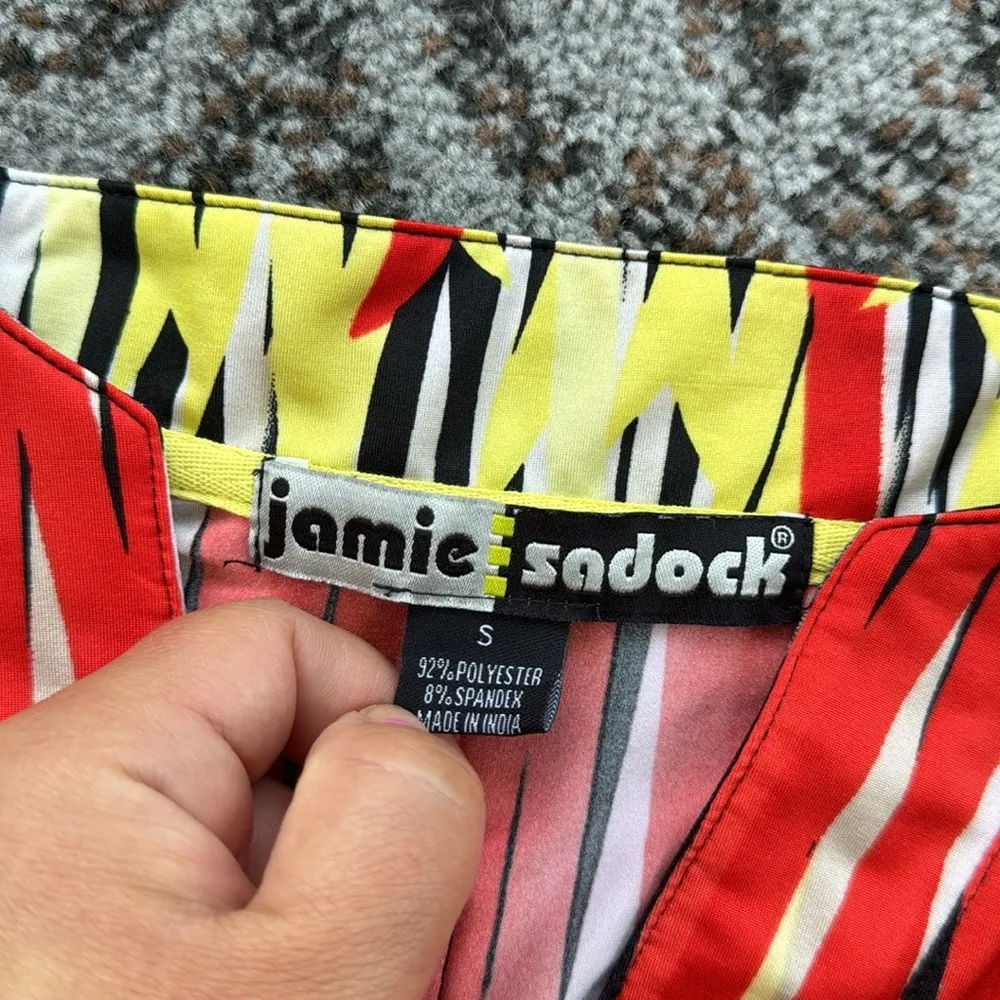 jamie sadock®
S
92% POLYESTER
8% SPANDEX
MADE IN INDIA